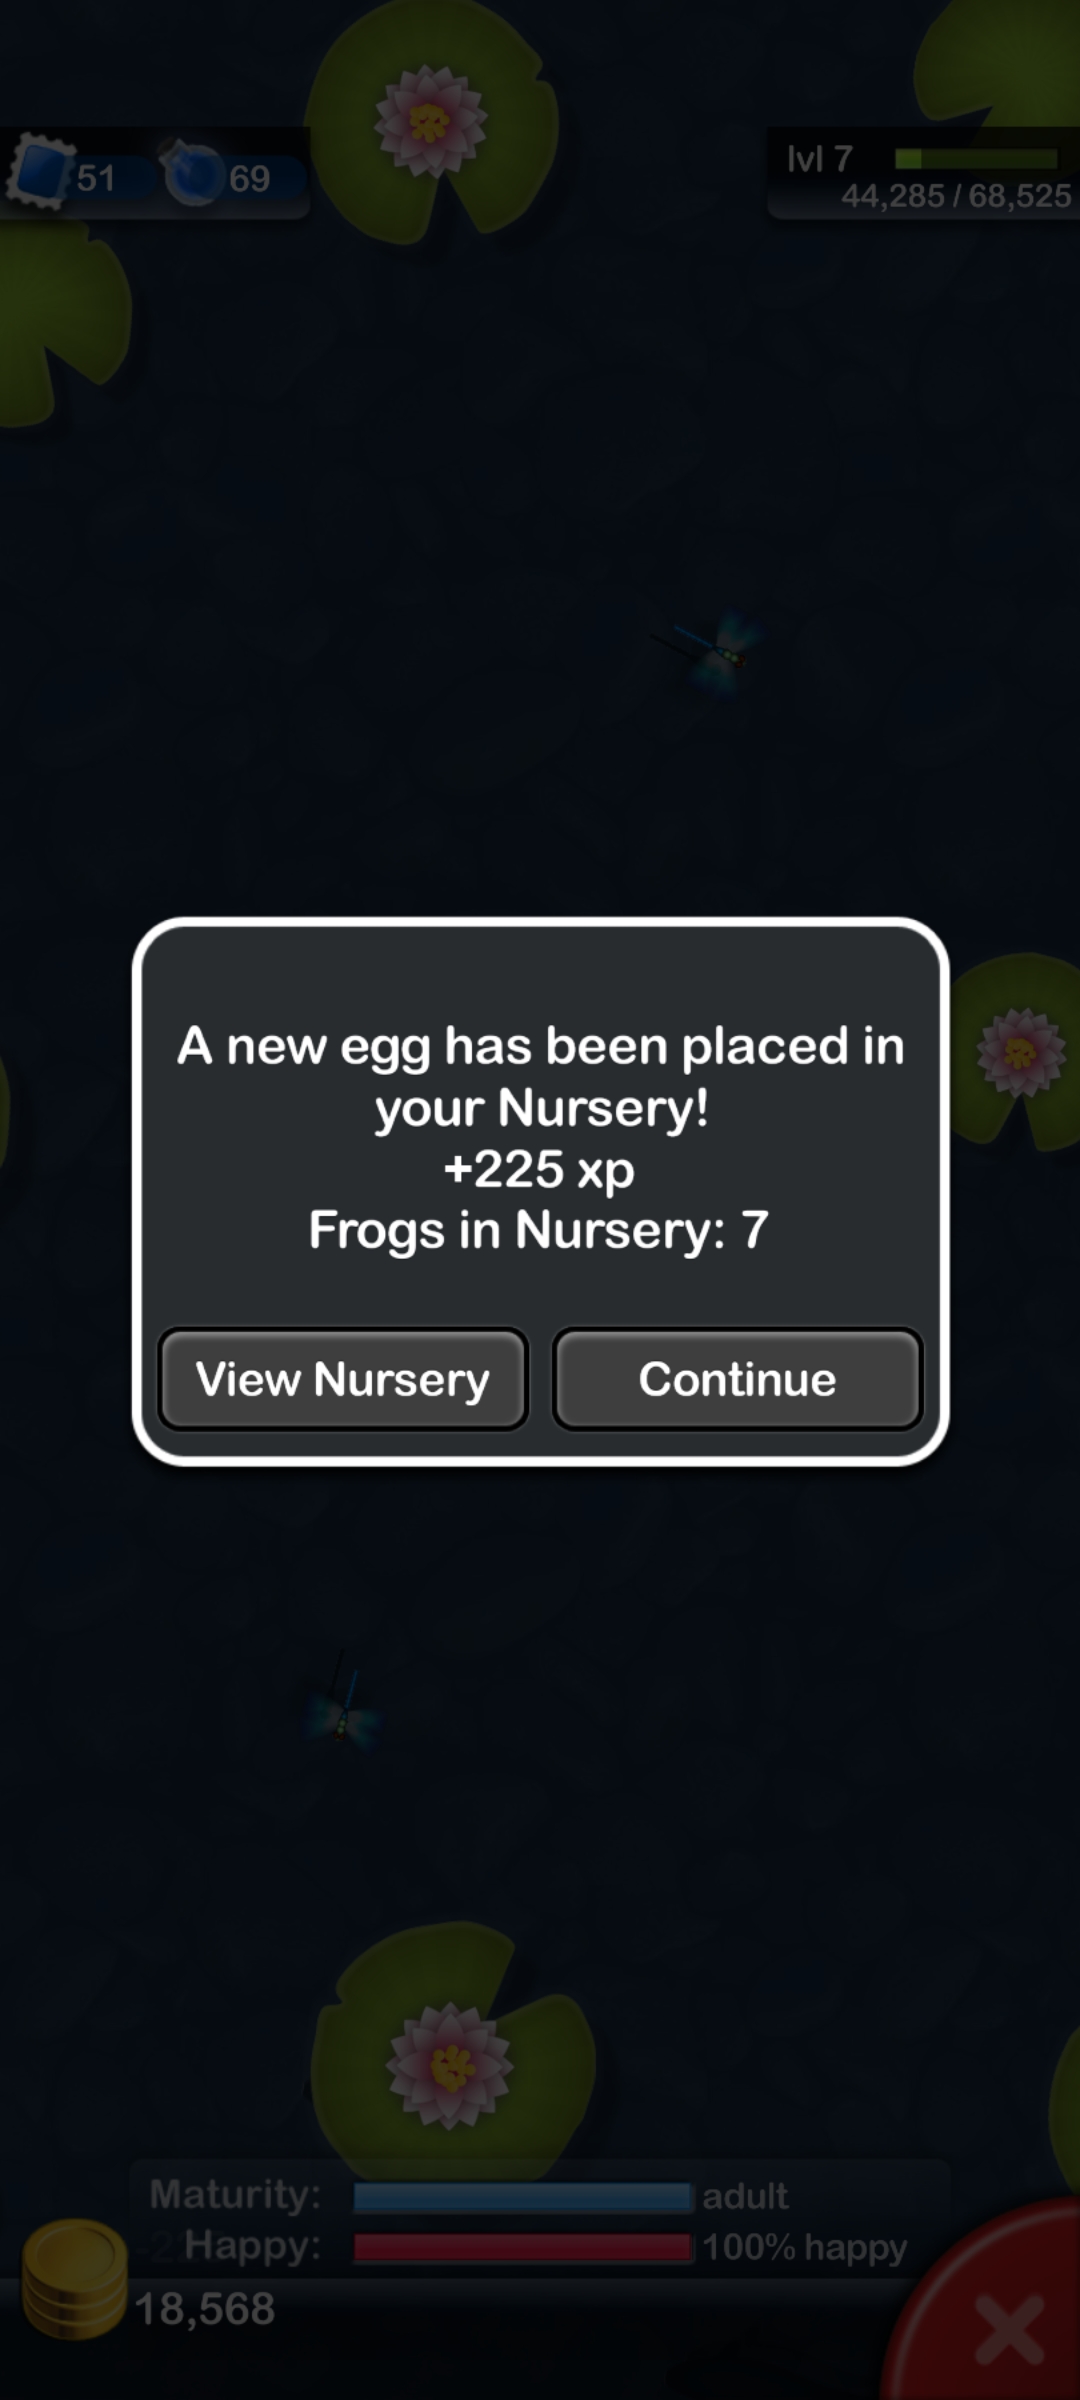 51
69
lvl 7
44,285 / 68,525
A new egg has been placed in
your Nursery!
+225 xp
Frogs in Nursery: 7
View Nursery
Continue
Maturity:
adult
Happy:
100% happy
18,568